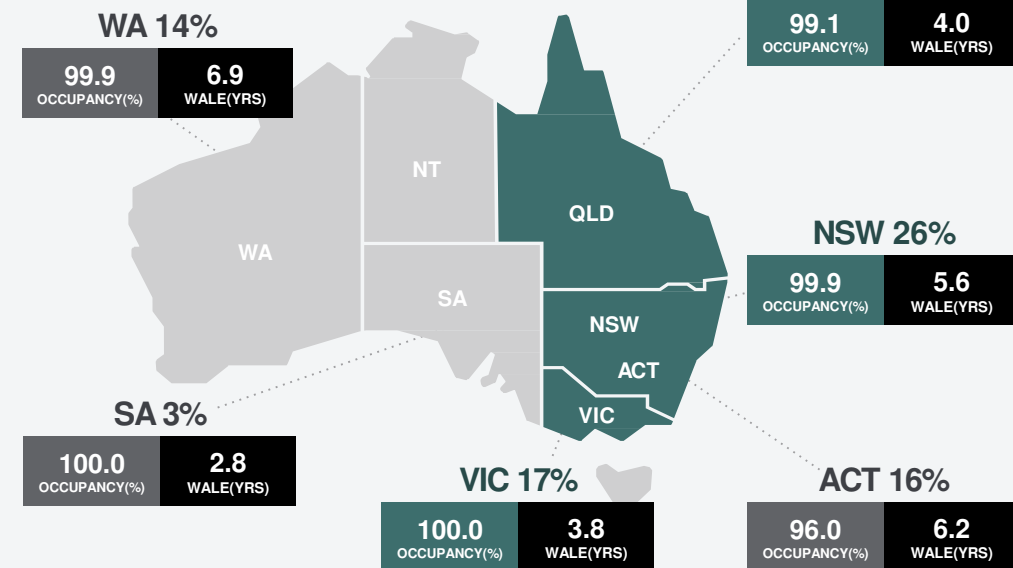 WA 14%
99.9
OCCUPANCY(%)
6.9
WALE(YRS)
99.1
OCCUPANCY(%)
4.0
WALE(YRS)
NT
QLD
WA
SA
NSW
ACT
VIC
NSW 26%
99.9
OCCUPANCY(%)
5.6
WALE(YRS)
SA 3%
100.0
OCCUPANCY(%)
2.8
WALE(YRS)
VIC 17%
100.0
OCCUPANCY(%)
3.8
WALE(YRS)
ACT 16%
96.0
OCCUPANCY(%)
6.2
WALE(YRS)